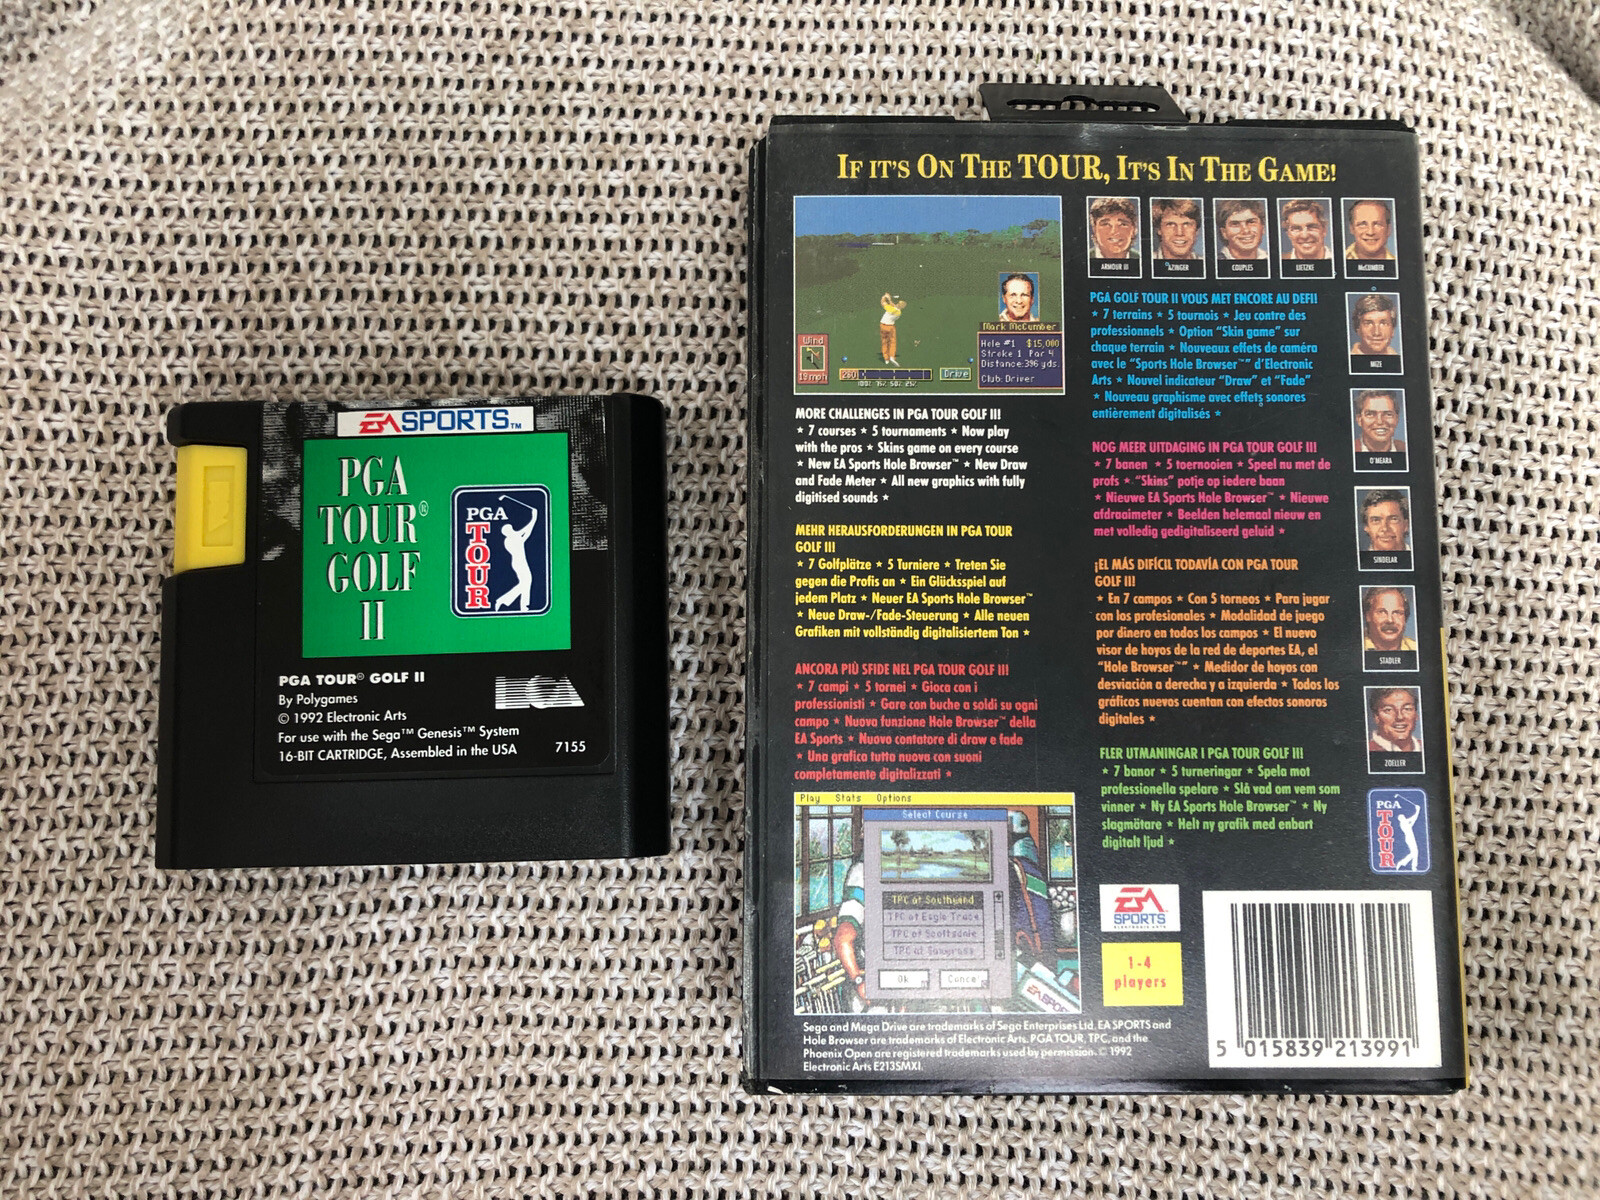 EA SPORTS™
PGA
TOUR®
GOLF
II
PGA
TOUR
PGA TOUR® GOLF II
By Polygames
© 1992 Electronic Arts
For use with the Sega™ Genesis™ System
16-BIT CARTRIDGE, Assembled in the USA
7155
IF IT'S ON THE TOUR, IT'S IN THE GAME!
Mark McCumber
Wind
19mph
Hole #1 $15,000
Stroke 1 Par 4
Distance:396 yds.
Club: Driver
260
100% 75% 50% 25%
Drive
ARMOUR III
AZINGER
COUPLES
LIETZKE
McCUMBER
MIZE
O'MEARA
SINDELAR
STADLER
ZOELLER
MORE CHALLENGES IN PGA TOUR GOLF II!
★ 7 courses ★ 5 tournaments ★ Now play
with the pros ★ Skins game on every course
★ New EA Sports Hole Browser™ ★ New Draw
and Fade Meter ★ All new graphics with fully
digitised sounds ★
MEHR HERAUSFORDERUNGEN IN PGA TOUR
GOLF II!
★ 7 Golfplätze ★ 5 Turniere ★ Treten Sie
gegen die Profis an ★ Ein Glücksspiel auf
jedem Platz ★ Neuer EA Sports Hole Browser™
★ Neue Draw-/Fade-Steuerung ★ Alle neuen
Grafiken mit vollständig digitalisiertem Ton ★
ANCORA PIÙ SFIDE NEL PGA TOUR GOLF II!
★ 7 campi ★ 5 tornei ★ Gioca con i
professionisti ★ Gare con buche a soldi su ogni
campo ★ Nuova funzione Hole Browser™ della
EA Sports ★ Nuovo contatore di draw e fade
★ Una grafica tutta nuova con suoni
completamente digitalizzati ★
PGA GOLF TOUR II VOUS MET ENCORE AU DEFI!
★ 7 terrains ★ 5 tournois ★ Jeu contre des
professionnels ★ Option "Skin game" sur
chaque terrain ★ Nouveaux effets de caméra
avec le "Sports Hole Browser™" d'Electronic
Arts ★ Nouvel indicateur "Draw" et "Fade"
★ Nouveau graphisme avec effets sonores
entièrement digitalisés ★
NOG MEER UITDAGING IN PGA TOUR GOLF II!
★ 7 banen ★ 5 toernooien ★ Speel nu met de
profs ★ "Skins" potje op iedere baan
★ Nieuwe EA Sports Hole Browser™ ★ Nieuwe
afdraaimeter ★ Beelden helemaal nieuw en
met volledig gedigitaliseerd geluid ★
¡EL MÁS DIFÍCIL TODAVÍA CON PGA TOUR
GOLF II!
★ En 7 campos ★ Con 5 torneos ★ Para jugar
con los profesionales ★ Modalidad de juego
por dinero en todos los campos ★ El nuevo
visor de hoyos de la red de deportes EA, el
"Hole Browser™" ★ Medidor de hoyos con
desviación a derecha y a izquierda ★ Todos los
gráficos nuevos cuentan con efectos sonoros
digitales ★
FLER UTMANINGAR I PGA TOUR GOLF II!
★ 7 banor ★ 5 turneringar ★ Spela mot
professionella spelare ★ Slå vad om vem som
vinner ★ Ny EA Sports Hole Browser™ ★ Ny
slagmätare ★ Helt ny grafik med enbart
digitalt ljud ★
PGA
TOUR
Play Stats Options
Select Course
TPC at Southwind
TPC at Eagle Trace
TPC at Scottsdale
TPC at Sawgrass
Ok
Cancel
EA SPORTS
EA
SPORTS
ELECTRONIC ARTS
1-4
players
Sega and Mega Drive are trademarks of Sega Enterprises Ltd. EA SPORTS and
Hole Browser are trademarks of Electronic Arts. PGA TOUR, TPC, and the
Phoenix Open are registered trademarks used by permission. © 1992
Electronic Arts E213SMXI.
5 015839 213991